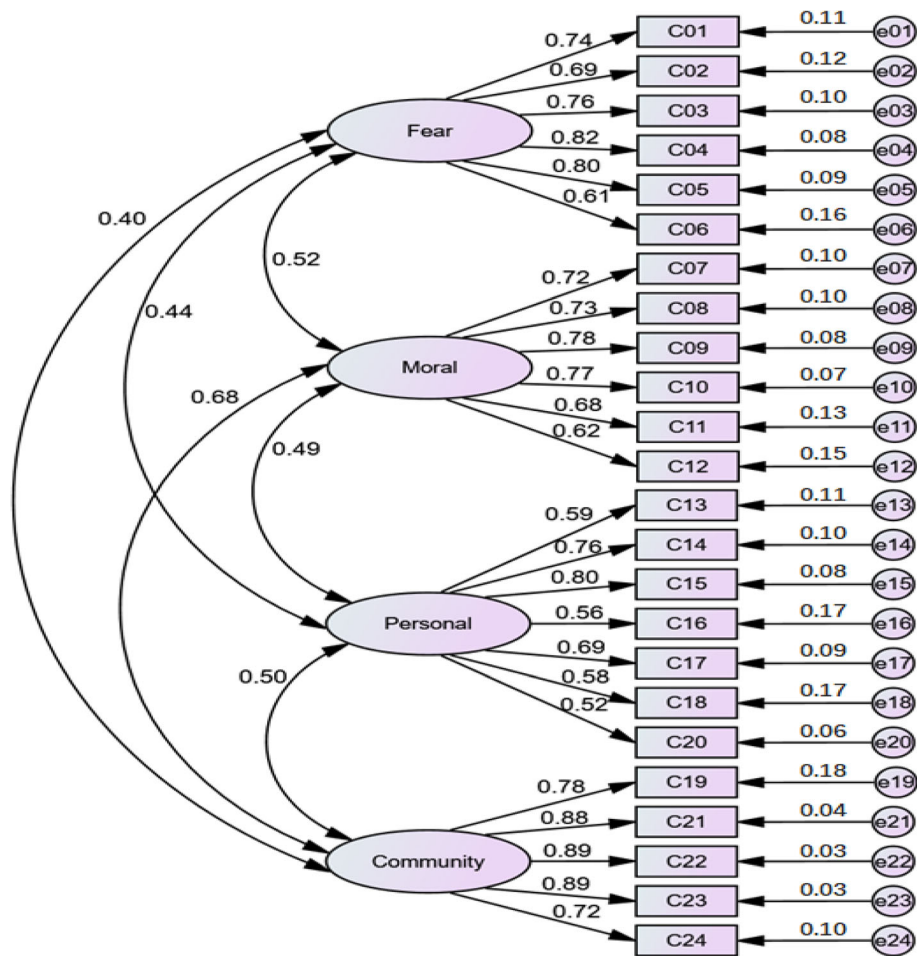 0.74 C01 0.11 e01
0.69 C02 0.12 e02
0.76 C03 0.10 e03
Fear
0.82 C04 0.08 e04
0.80 C05 0.09 e05
0.61 C06 0.16 e06
0.40
0.52
0.44
0.72 C07 0.10 e07
0.73 C08 0.10 e08
0.78 C09 0.08 e09
Moral
0.77 C10 0.07 e10
0.68
0.68 C11 0.13 e11
0.62 C12 0.15 e12
0.49
0.59 C13 0.11 e13
0.76 C14 0.10 e14
0.80 C15 0.08 e15
Personal
0.56 C16 0.17 e16
0.69 C17 0.09 e17
0.50
0.58 C18 0.17 e18
0.52 C20 0.06 e20
0.78 C19 0.18 e19
0.88 C21 0.04 e21
Community
0.89 C22 0.03 e22
0.89 C23 0.03 e23
0.72 C24 0.10 e24